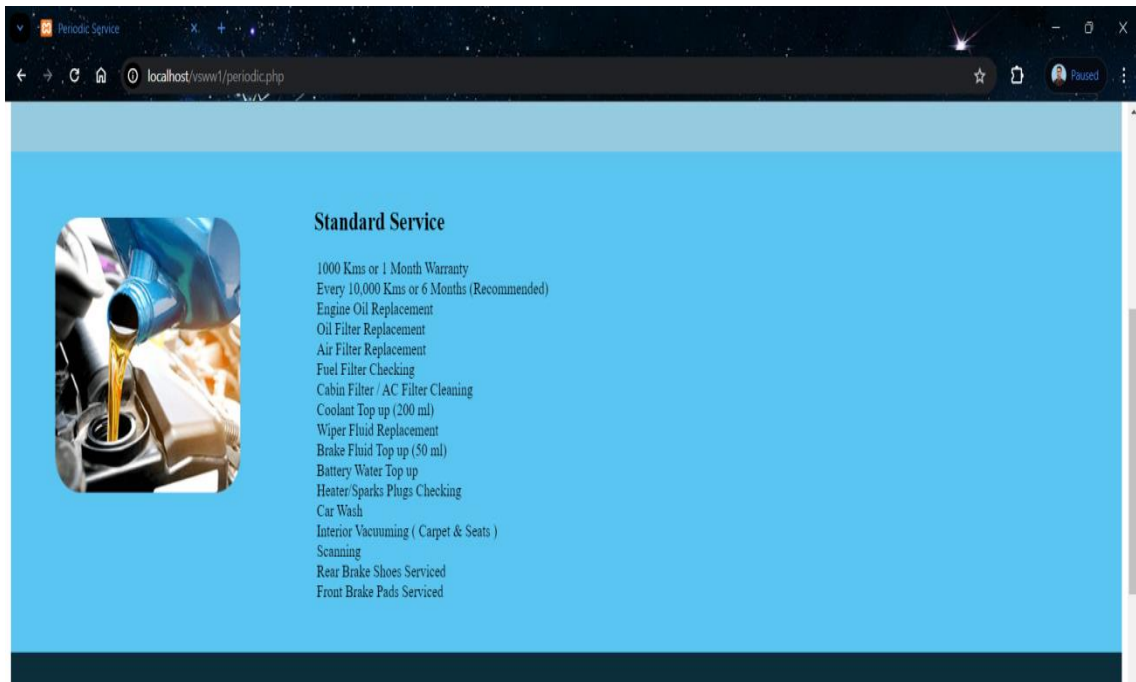 Periodic Service
localhost/vsww1/periodic.php
Paused
Standard Service
1000 Kms or 1 Month Warranty
Every 10,000 Kms or 6 Months (Recommended)
Engine Oil Replacement
Oil Filter Replacement
Air Filter Replacement
Fuel Filter Checking
Cabin Filter / AC Filter Cleaning
Coolant Top up (200 ml)
Wiper Fluid Replacement
Brake Fluid Top up (50 ml)
Battery Water Top up
Heater/Sparks Plugs Checking
Car Wash
Interior Vacuuming ( Carpet & Seats )
Scanning
Rear Brake Shoes Serviced
Front Brake Pads Serviced